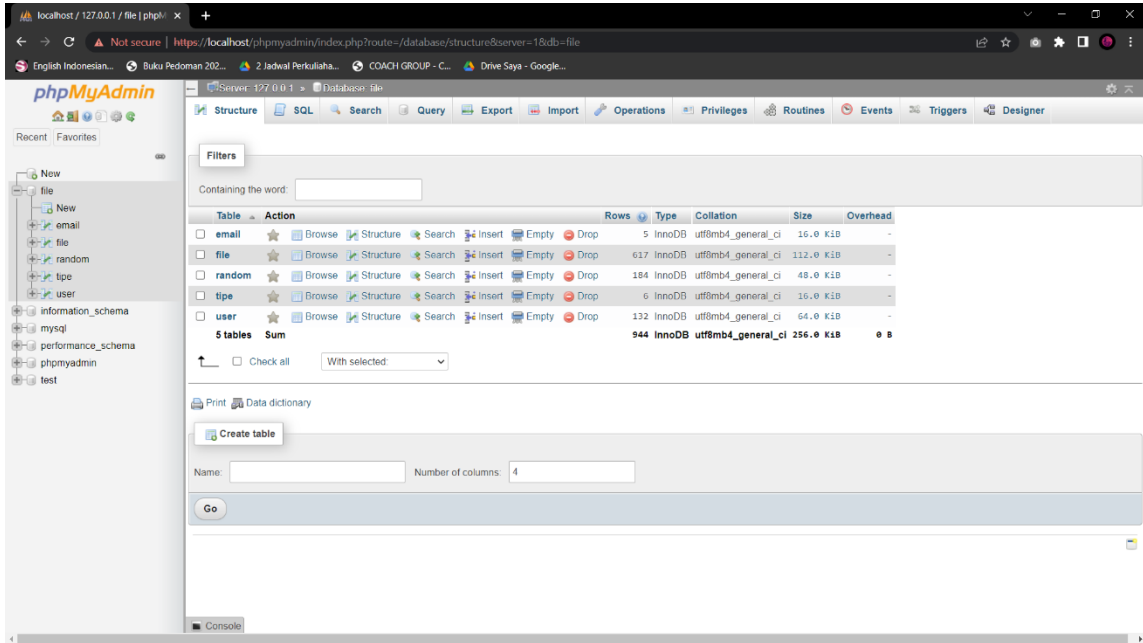 localhost / 127.0.0.1 / file | phpM
Not secure | https://localhost/phpmyadmin/index.php?route=/database/structure&server=1&db=file
English Indonesian... Buku Pedoman 202... 2 Jadwal Perkuliaha... COACH GROUP - C... Drive Saya - Google...
phpMyAdmin
Recent Favorites
New
file
New
email
file
random
tipe
user
information_schema
mysql
performance_schema
phpmyadmin
test
Server: 127.0.0.1 » Database: file
Structure SQL Search Query Export Import Operations Privileges Routines Events Triggers Designer
Filters
Containing the word:
Table Action Rows Type Collation Size Overhead
email Browse Structure Search Insert Empty Drop 5 InnoDB utf8mb4_general_ci 16.0 KiB -
file Browse Structure Search Insert Empty Drop 617 InnoDB utf8mb4_general_ci 112.0 KiB -
random Browse Structure Search Insert Empty Drop 184 InnoDB utf8mb4_general_ci 48.0 KiB -
tipe Browse Structure Search Insert Empty Drop 6 InnoDB utf8mb4_general_ci 16.0 KiB -
user Browse Structure Search Insert Empty Drop 132 InnoDB utf8mb4_general_ci 64.0 KiB -
5 tables Sum 944 InnoDB utf8mb4_general_ci 256.0 KiB 0 B
Check all With selected:
Print Data dictionary
Create table
Name: Number of columns: 4
Go
Console